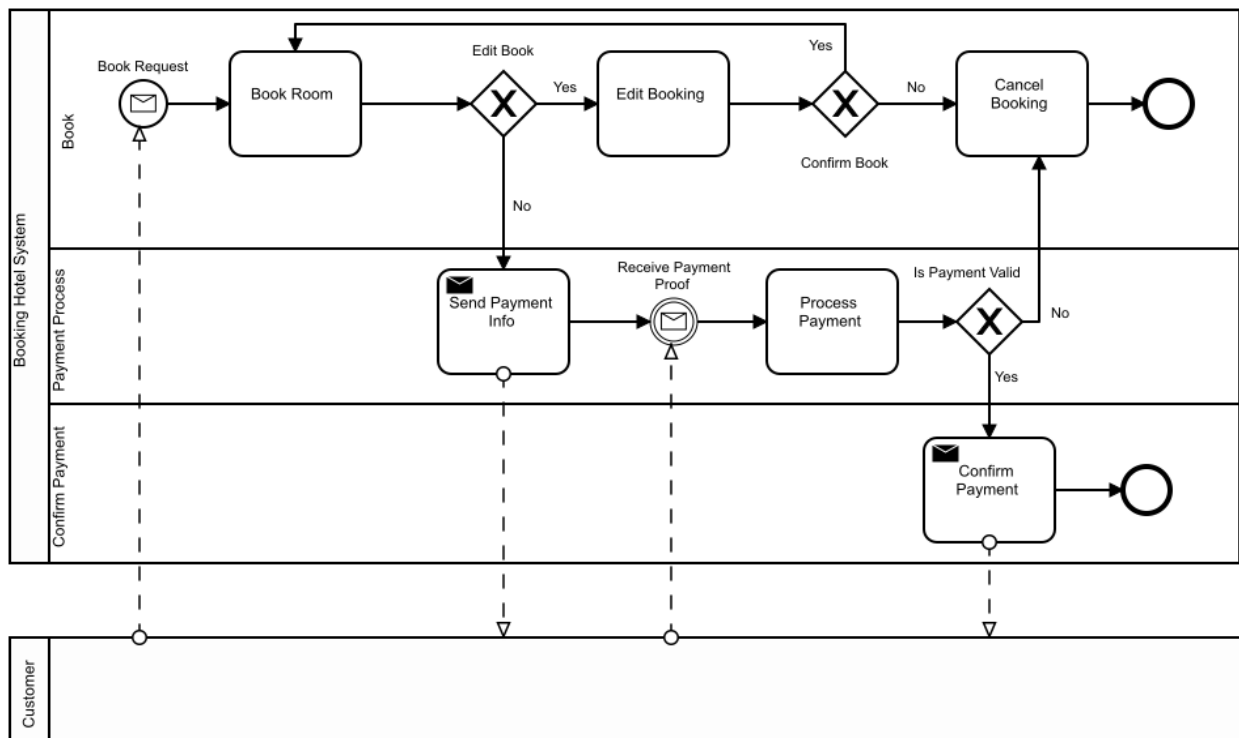 Booking Hotel System
Book
Book Request
Book Room
Edit Book
Yes
Edit Booking
Yes
Confirm Book
No
Cancel
Booking
No
Payment Process
Send Payment
Info
Receive Payment
Proof
Process
Payment
Is Payment Valid
No
Yes
Confirm Payment
Confirm
Payment
Customer